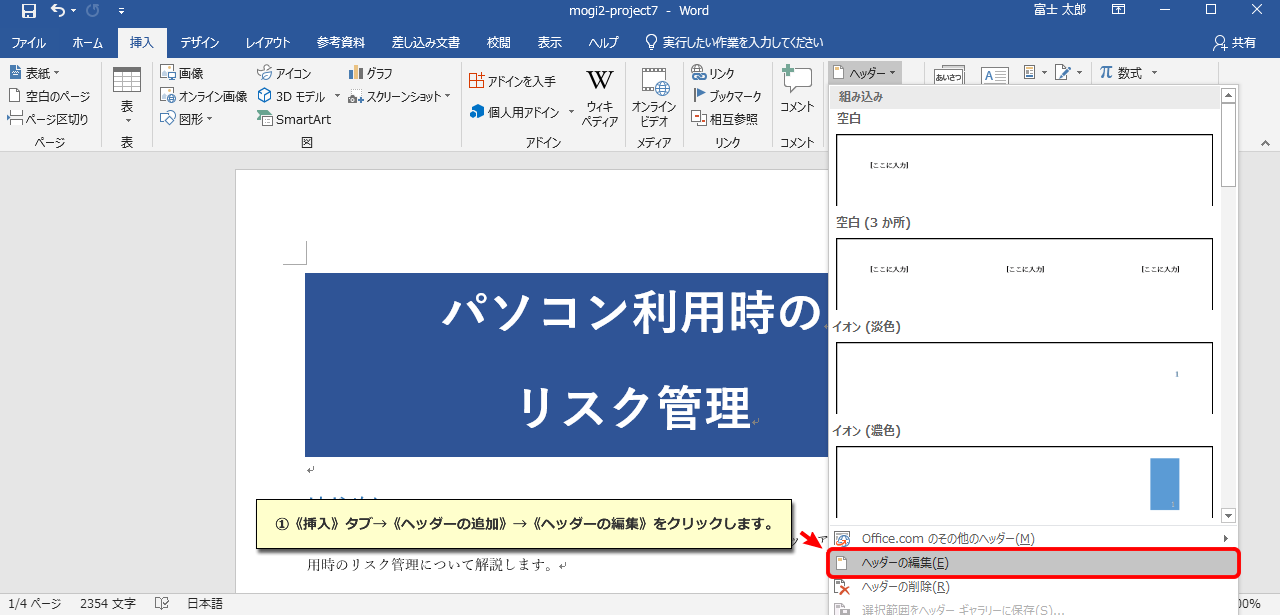 mogi2-project7 - Word
富士 太郎
ファイル ホーム 挿入 デザイン レイアウト 参考資料 差し込み文書 校閲 表示 ヘルプ 実行したい作業を入力してください 共有
表紙
空白のページ
ページ区切り
ページ
表
表
画像
オンライン画像
図形
アイコン
3D モデル
SmartArt
グラフ
スクリーンショット
図
アドインを入手
個人用アドイン
W
ウィキ
ペディア
アドイン
オンライン
ビデオ
メディア
リンク
ブックマーク
相互参照
リンク
コメント
コメント
ヘッダー
あいさつ
A
π 数式
組み込み
空白
[ここに入力]
空白 (3 か所)
[ここに入力] [ここに入力] [ここに入力]
イオン (淡色)
1
イオン (濃色)
1
Office.com のその他のヘッダー(M)
ヘッダーの編集(E)
ヘッダーの削除(R)
選択範囲をヘッダー ギャラリーに保存(S)...
パソコン利用時の
リスク管理
①《挿入》タブ→《ヘッダーの追加》→《ヘッダーの編集》をクリックします。
用時のリスク管理について解説します。
1/4 ページ 2354 文字 日本語
00%